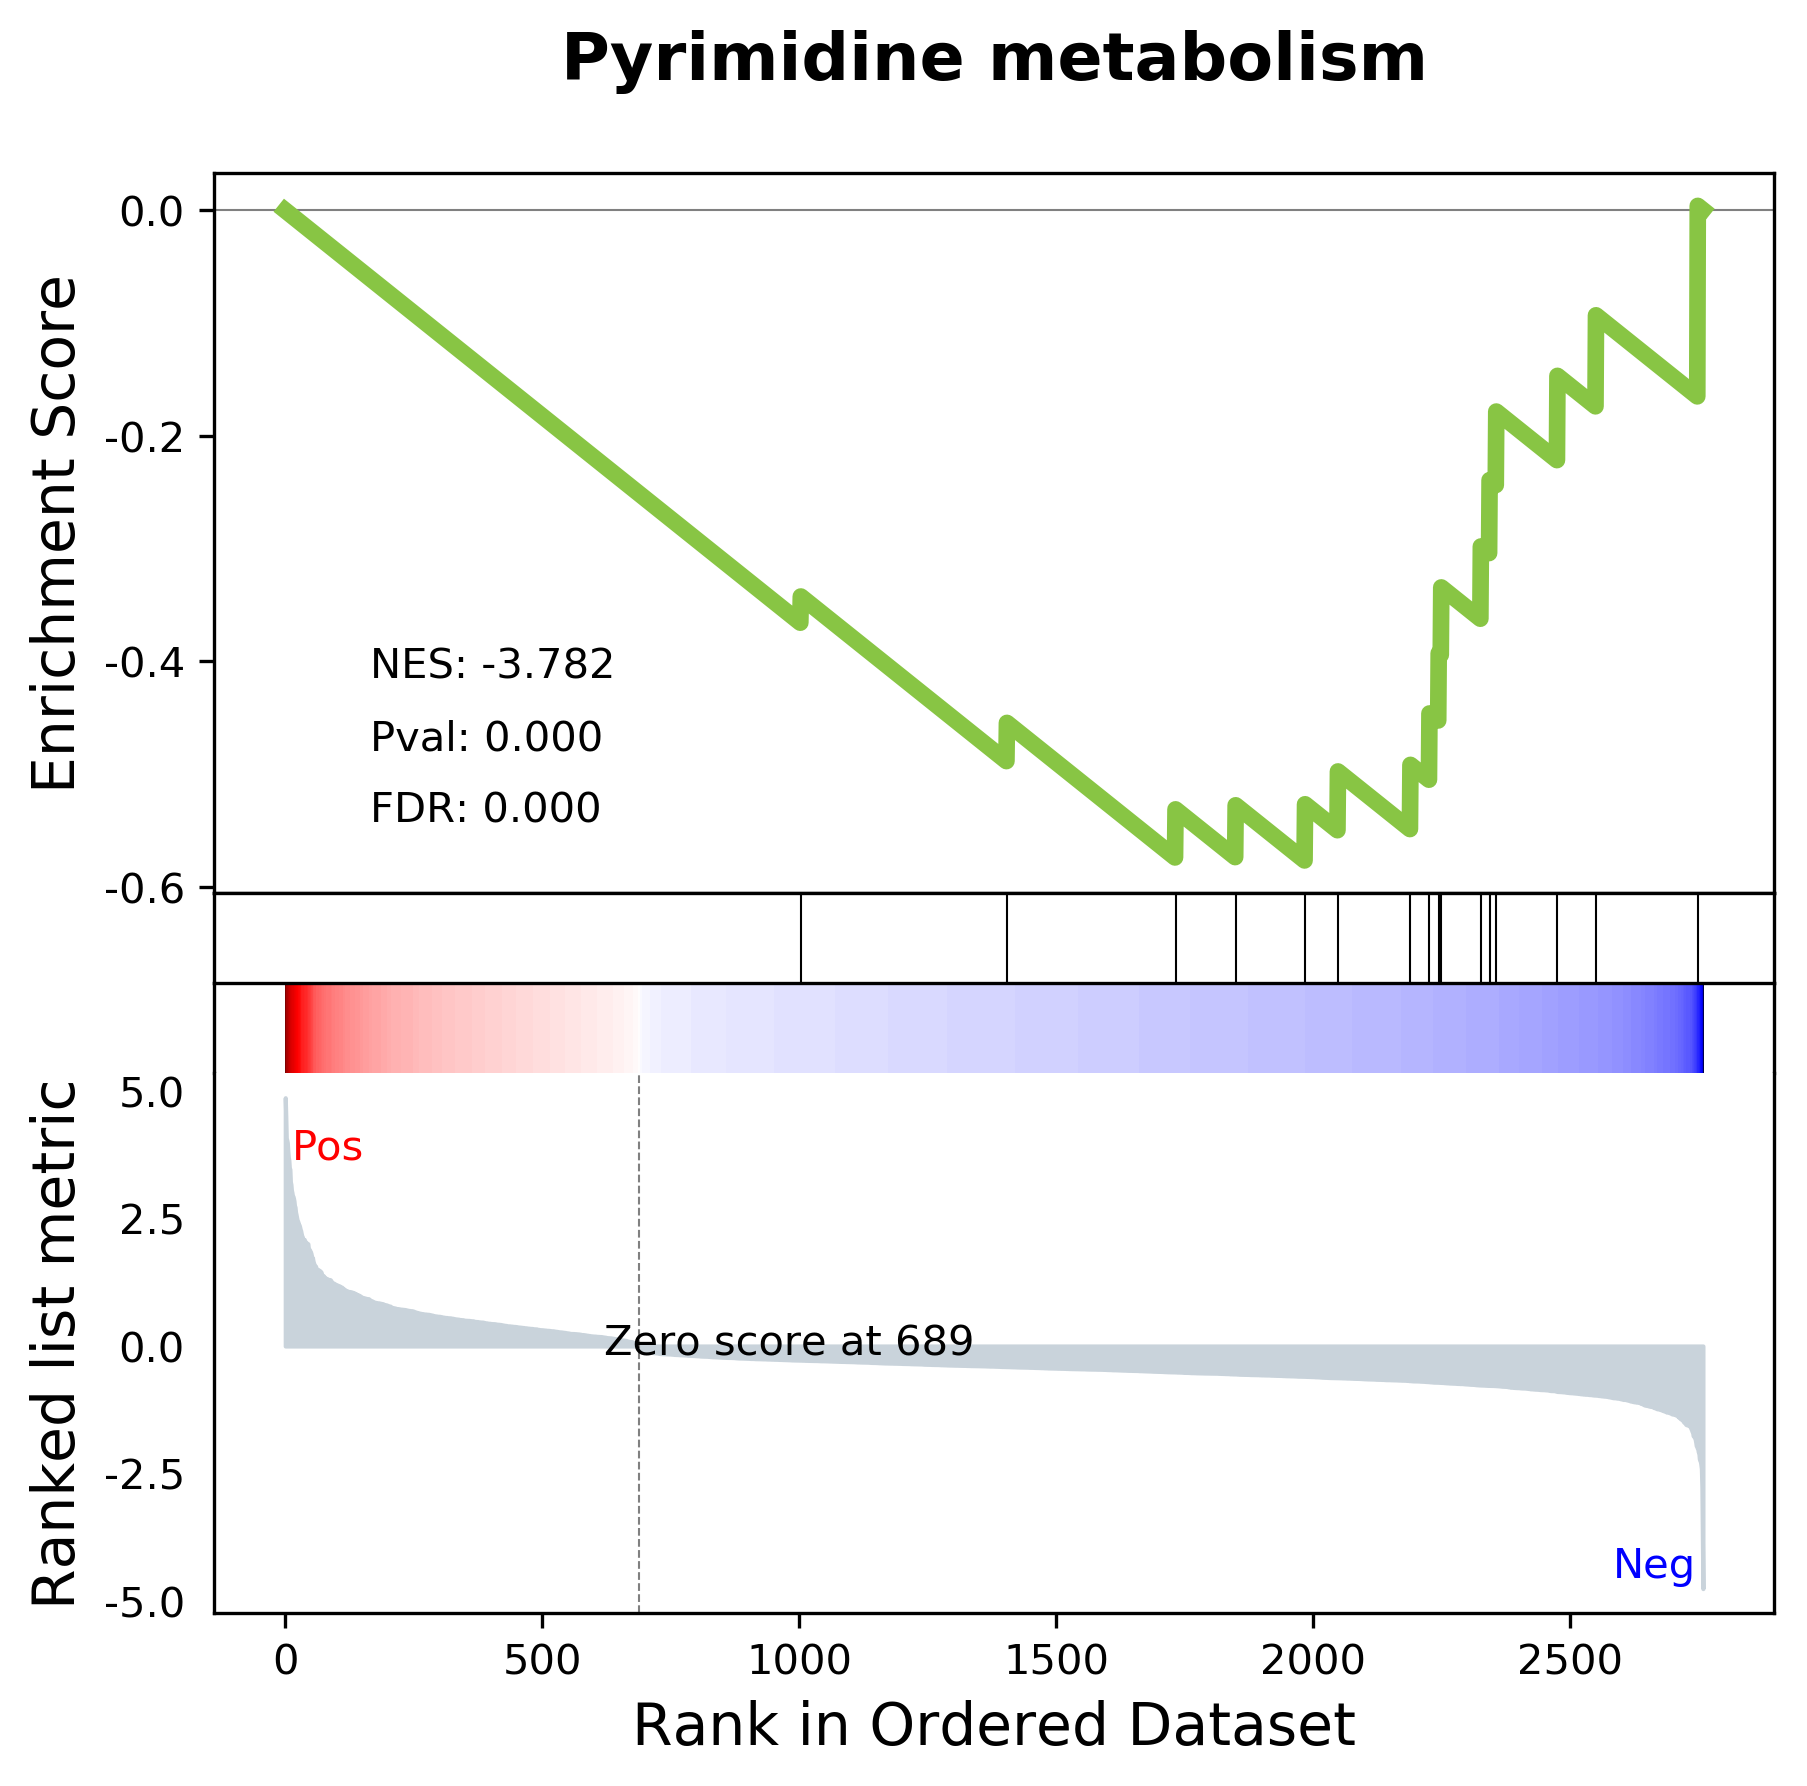 Pyrimidine metabolism
Enrichment Score
0.0
-0.2
-0.4
-0.6
NES: -3.782
Pval: 0.000
FDR: 0.000
Ranked list metric
5.0
2.5
0.0
-2.5
-5.0
Pos
Zero score at 689
Neg
0 500 1000 1500 2000 2500
Rank in Ordered Dataset